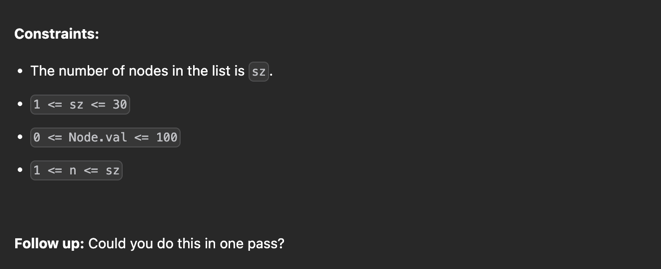 Constraints:
• The number of nodes in the list is sz.
• 1 <= sz <= 30
• 0 <= Node.val <= 100
• 1 <= n <= sz
Follow up: Could you do this in one pass?